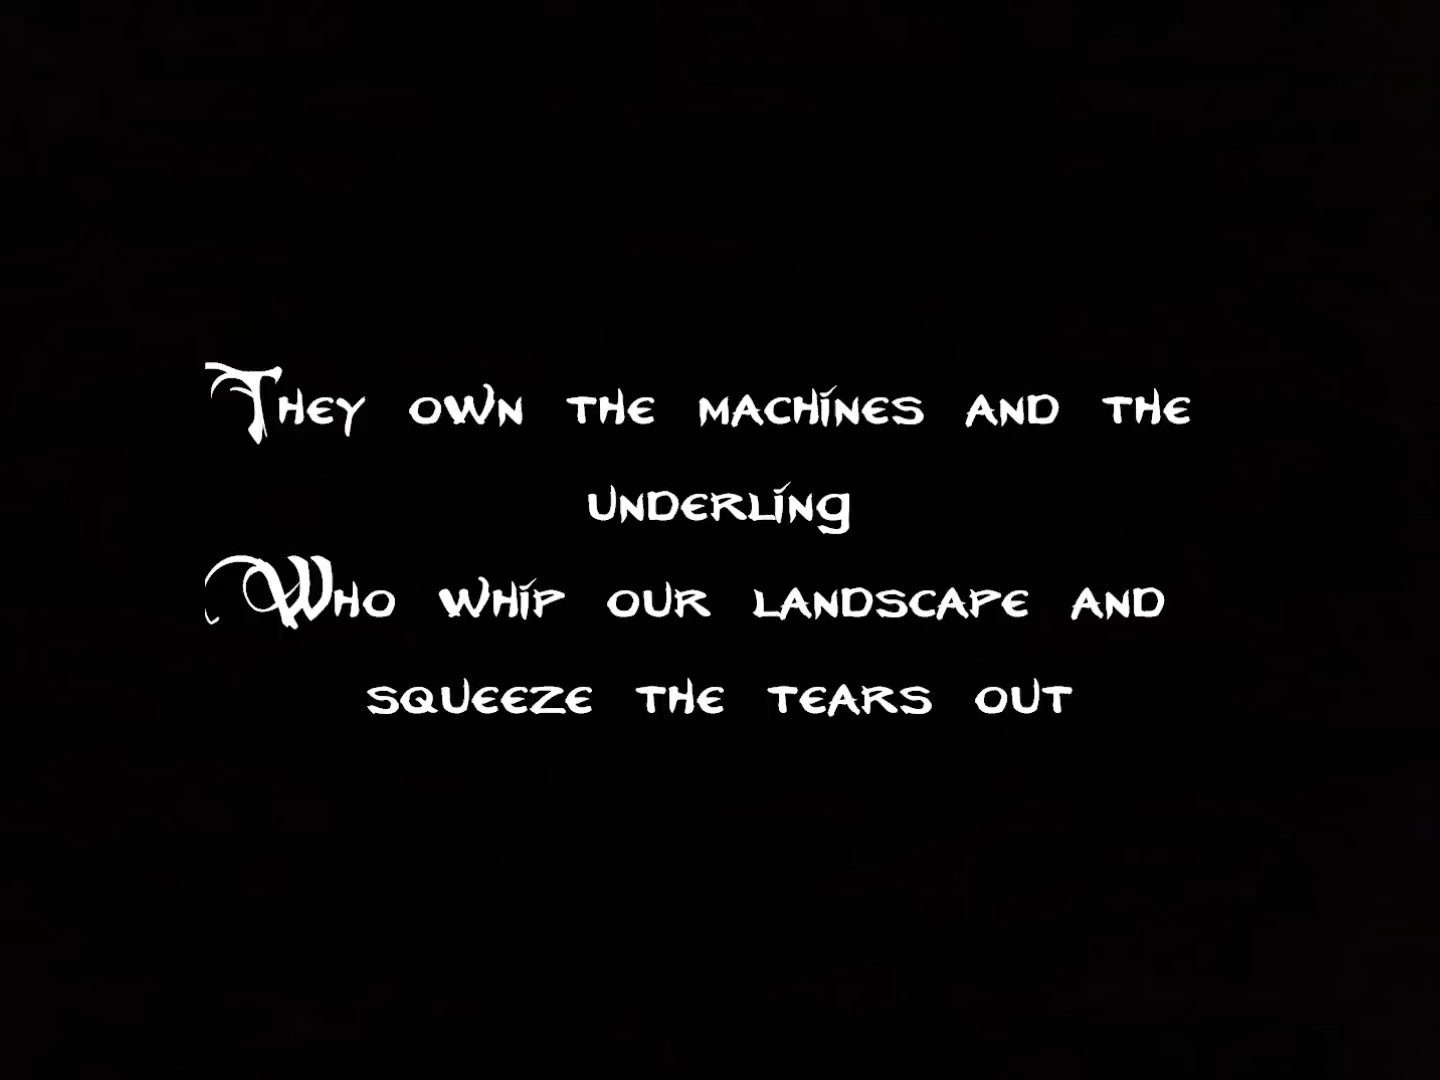 They own the machines and the
underling
Who whip our landscape and
squeeze the tears out